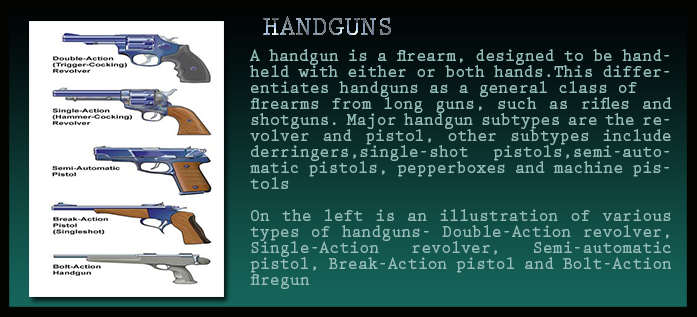 HANDGUNS
A handgun is a firearm, designed to be hand-
held with either or both hands.This differ-
entiates handguns as a general class of
firearms from long guns, such as rifles and
shotguns. Major handgun subtypes are the re-
volver and pistol, other subtypes include
derringers,single-shot pistols,semi-auto-
matic pistols, pepperboxes and machine pis-
tols
On the left is an illustration of various
types of handguns- Double-Action revolver,
Single-Action revolver, Semi-automatic
pistol, Break-Action pistol and Bolt-Action
firegun
Double-Action
(Trigger-Cocking)
Revolver
Single-Action
(Hammer-Cocking)
Revolver
Semi-Automatic
Pistol
Break-Action
Pistol
(Singleshot)
Bolt-Action
Handgun